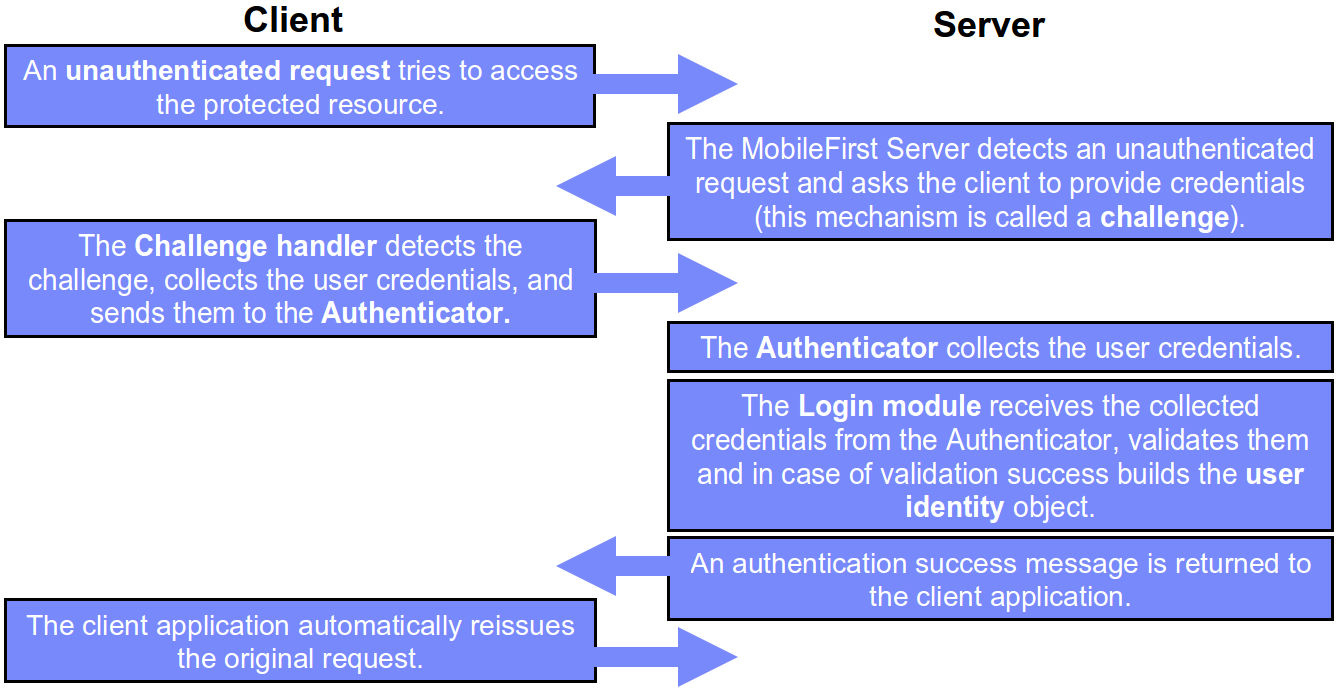 Client
Server
An unauthenticated request tries to access
the protected resource.
The MobileFirst Server detects an unauthenticated
request and asks the client to provide credentials
(this mechanism is called a challenge).
The Challenge handler detects the
challenge, collects the user credentials, and
sends them to the Authenticator.
The Authenticator collects the user credentials.
The Login module receives the collected
credentials from the Authenticator, validates them
and in case of validation success builds the user
identity object.
An authentication success message is returned to
the client application.
The client application automatically reissues
the original request.